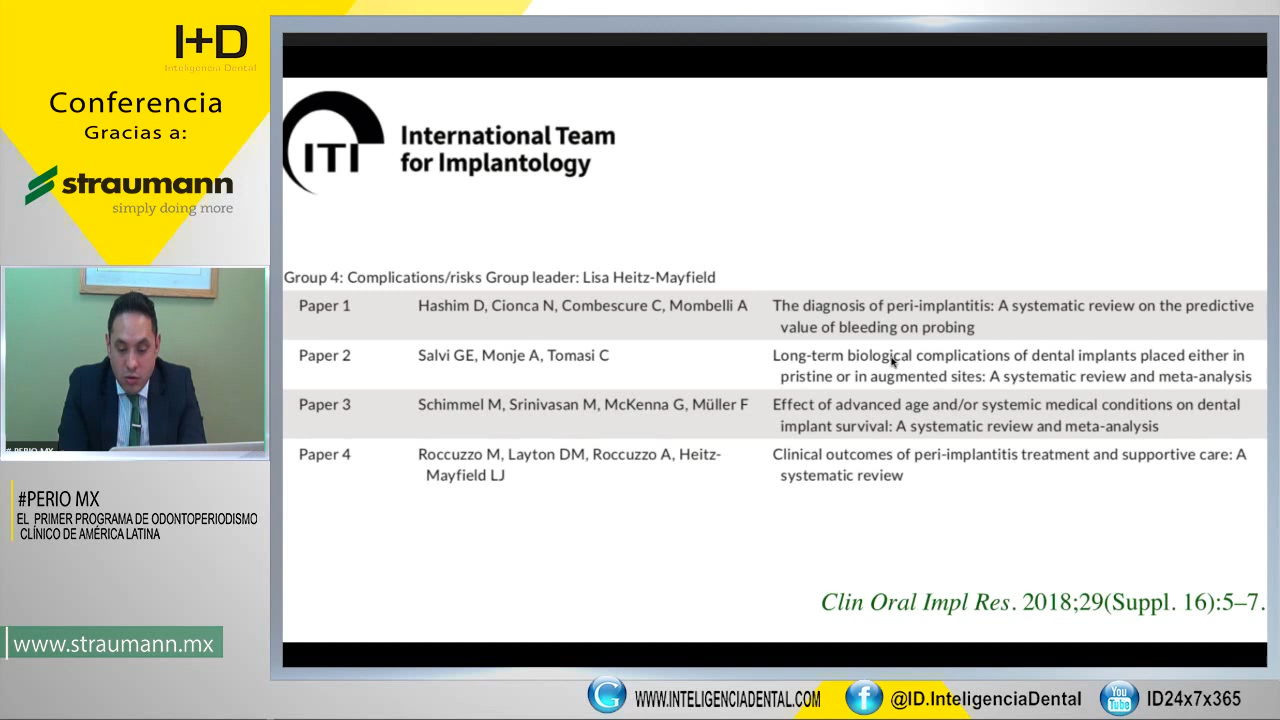 I+D
Inteligencia Dental
Conferencia
Gracias a:
straumann
simply doing more
# PERIO MX
#PERIO MX
EL PRIMER PROGRAMA DE ODONTOPERIODISMO
CLÍNICO DE AMÉRICA LATINA
www.straumann.mx
ITI
International Team
for Implantology
Group 4: Complications/risks Group leader: Lisa Heitz-Mayfield
Paper 1 Hashim D, Cionca N, Combescure C, Mombelli A The diagnosis of peri-implantitis: A systematic review on the predictive
value of bleeding on probing
Paper 2 Salvi GE, Monje A, Tomasi C Long-term biological complications of dental implants placed either in
pristine or in augmented sites: A systematic review and meta-analysis
Paper 3 Schimmel M, Srinivasan M, McKenna G, Müller F Effect of advanced age and/or systemic medical conditions on dental
implant survival: A systematic review and meta-analysis
Paper 4 Roccuzzo M, Layton DM, Roccuzzo A, Heitz- Clinical outcomes of peri-implantitis treatment and supportive care: A
Mayfield LJ systematic review
Clin Oral Impl Res. 2018;29(Suppl. 16):5–7.
G WWW.INTELIGENCIADENTAL.COM f @ID.InteligenciaDental You Tube ID24x7x365